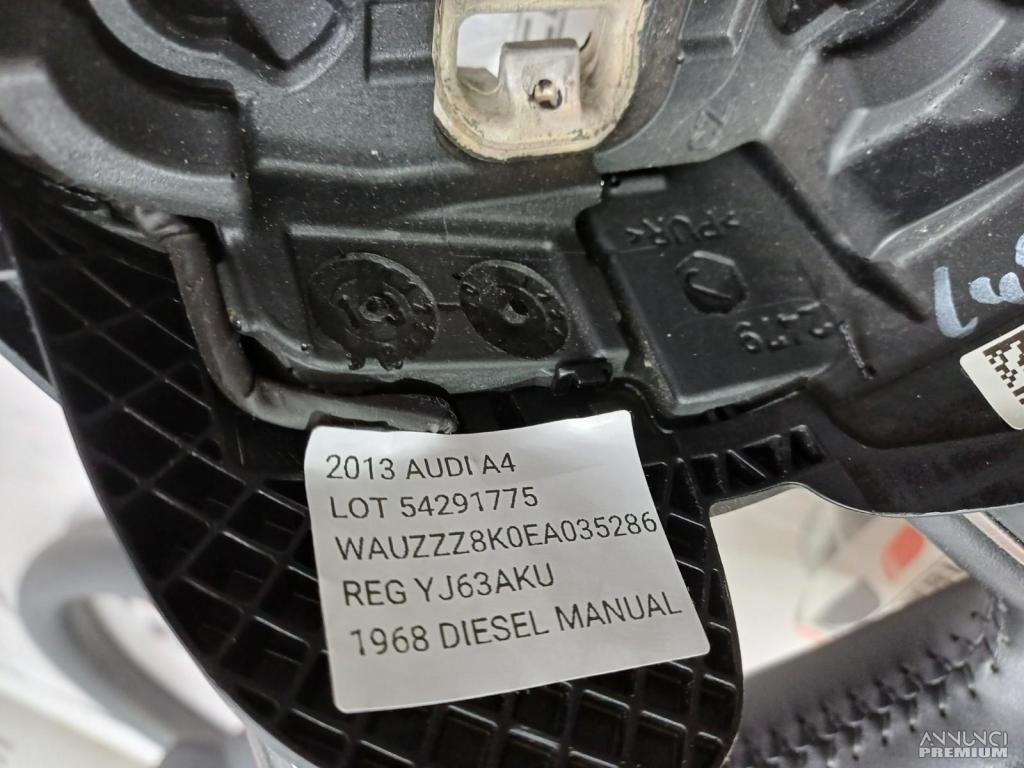 >PUR<
2013 AUDI A4
LOT 54291775
WAUZZZ8K0EA035286
REG YJ63AKU
1968 DIESEL MANUAL
ANNUNCI
PREMIUM